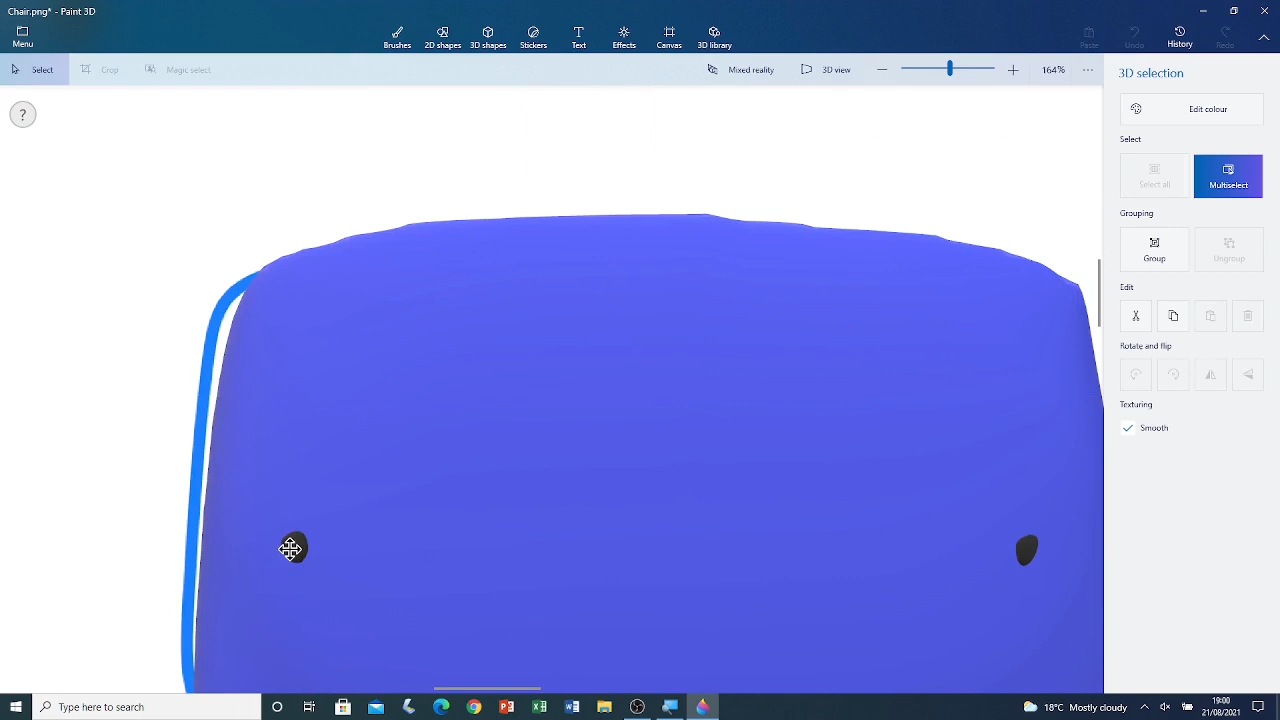 Chair.png* - Paint 3D
Menu
Brushes
2D shapes
3D shapes
Stickers
Text
Effects
Canvas
3D library
Paste
Undo
History
Redo
Select
Crop
Magic select
Mixed reality
3D view
164%
?
3D selection
Edit colour
Select
Select all
Multiselect
Grouping
Group
Ungroup
Edit
Rotate and flip
Texturing
Smooth
Type here to search
18°C Mostly cloudy
19:00
21/08/2021